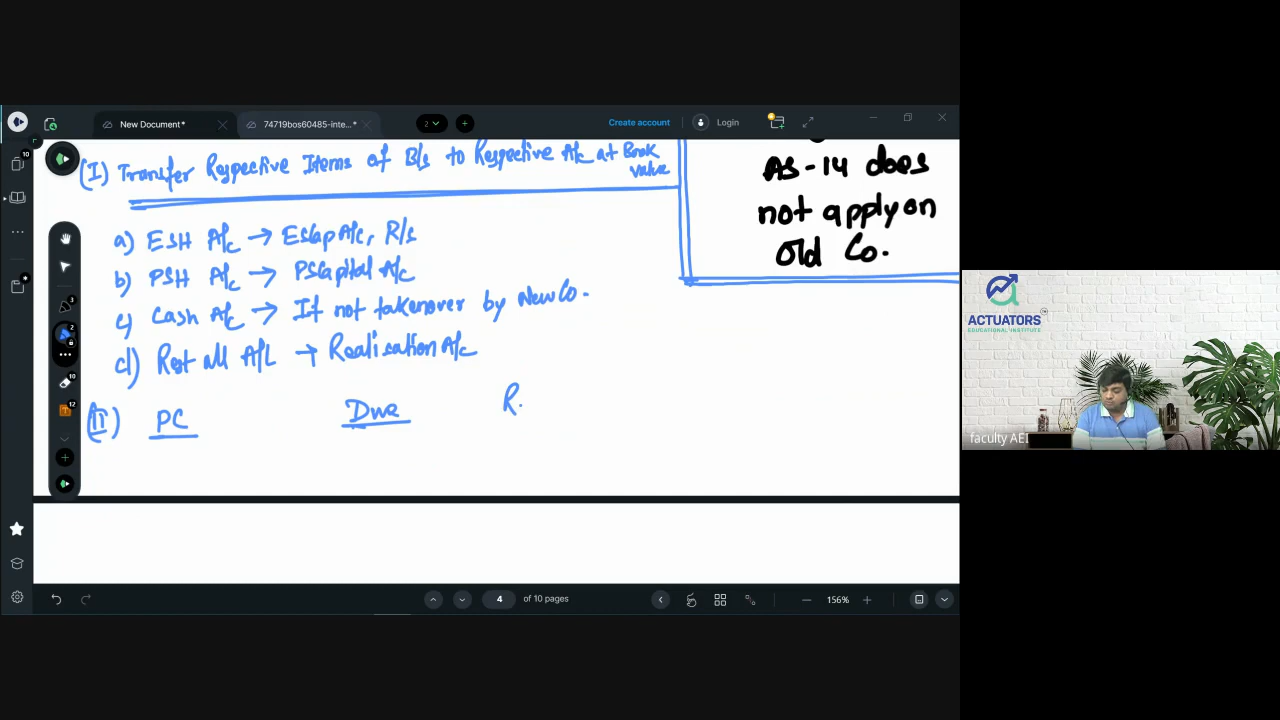 New Document*
74719bos60485-inte...*
2
Create account
Login
(I) Transfer Respective Items of B/s to Respective A/c at Book value
a) ESH A/c → EsCap A/c, R/s
b) PSH A/c → PSCapital A/c
c) Cash A/c → If not takenover by New Co.
d) Rest all A/L → Realisation A/c
(II) PC Due R.
AS-14 does
not apply on
Old Co.
4 of 10 pages
156%
ACTUATORS
EDUCATIONAL INSTITUTE
faculty AEI